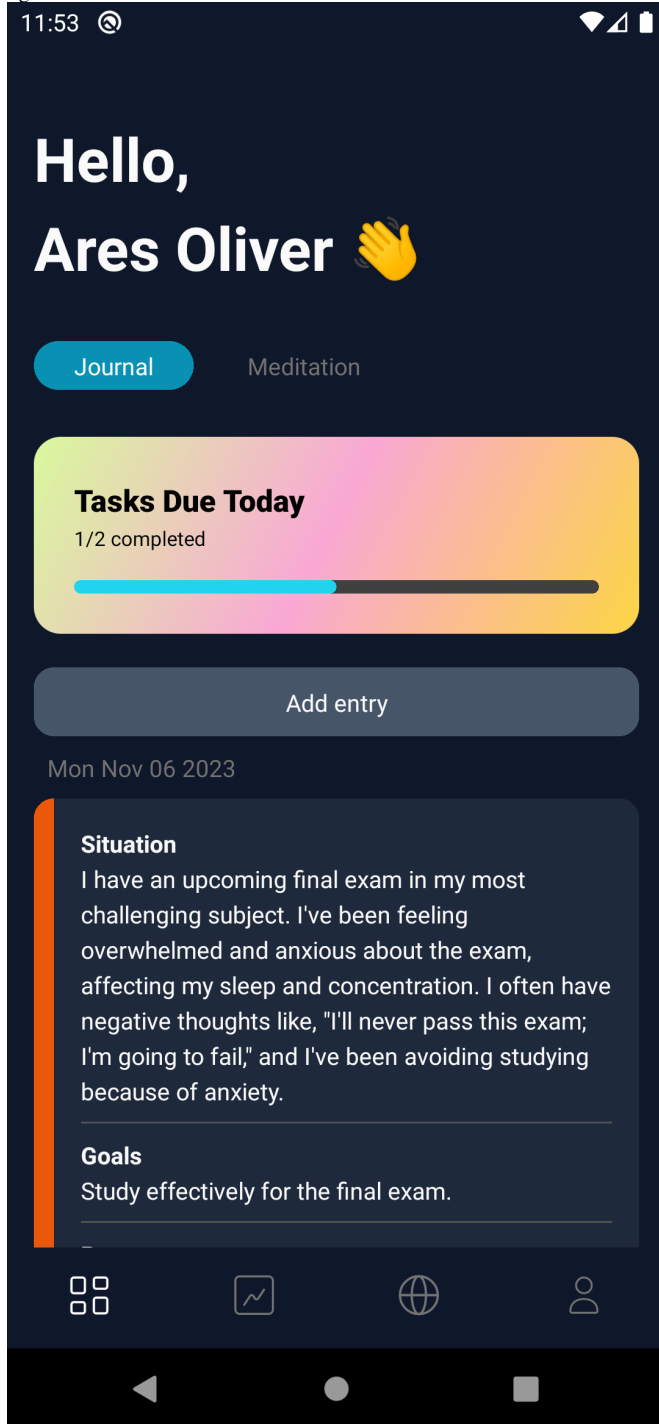 11:53
Hello,
Ares Oliver 👋
Journal Meditation
Tasks Due Today
1/2 completed
Add entry
Mon Nov 06 2023
Situation
I have an upcoming final exam in my most
challenging subject. I've been feeling
overwhelmed and anxious about the exam,
affecting my sleep and concentration. I often have
negative thoughts like, "I'll never pass this exam;
I'm going to fail," and I've been avoiding studying
because of anxiety.
Goals
Study effectively for the final exam.